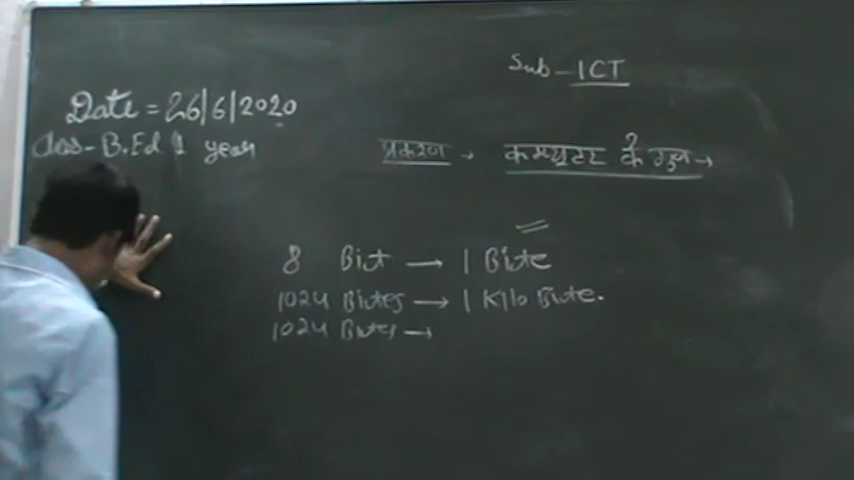 Sub - ICT
Date = 26/6/2020
Clas - B.Ed 1 year
प्रकरण → कम्प्यूटर के गुण →
8 Bit → 1 Bite
1024 Bites → 1 Kilo Bite.
1024 Bites →